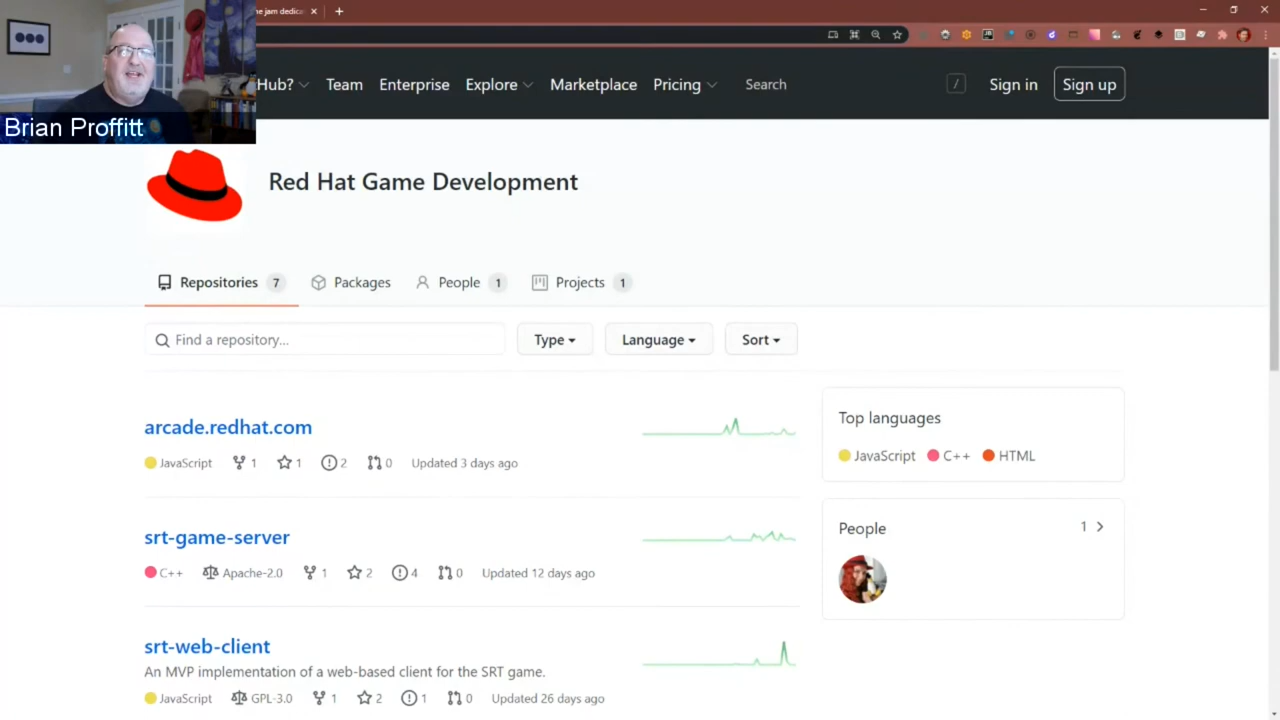 ne jam dedic
Brian Proffitt
Hub? Team Enterprise Explore Marketplace Pricing Search / Sign in Sign up
Red Hat Game Development
Repositories 7 Packages People 1 Projects 1
Find a repository... Type Language Sort
arcade.redhat.com
JavaScript 1 1 2 0 Updated 3 days ago
srt-game-server
C++ Apache-2.0 1 2 4 0 Updated 12 days ago
srt-web-client
An MVP implementation of a web-based client for the SRT game.
JavaScript GPL-3.0 1 2 1 0 Updated 26 days ago
Top languages
JavaScript C++ HTML
People 1